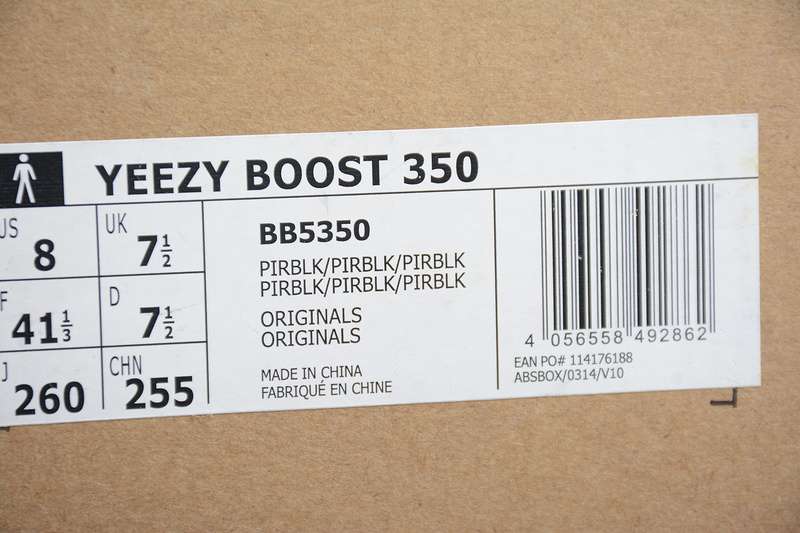 YEEZY BOOST 350
US
8
UK
7½
F
41⅓
D
7½
J
260
CHN
255
BB5350
PIRBLK/PIRBLK/PIRBLK
PIRBLK/PIRBLK/PIRBLK
ORIGINALS
ORIGINALS
MADE IN CHINA
FABRIQUÉ EN CHINE
4 056558 492862
EAN PO# 114176188
ABSBOX/0314/V10